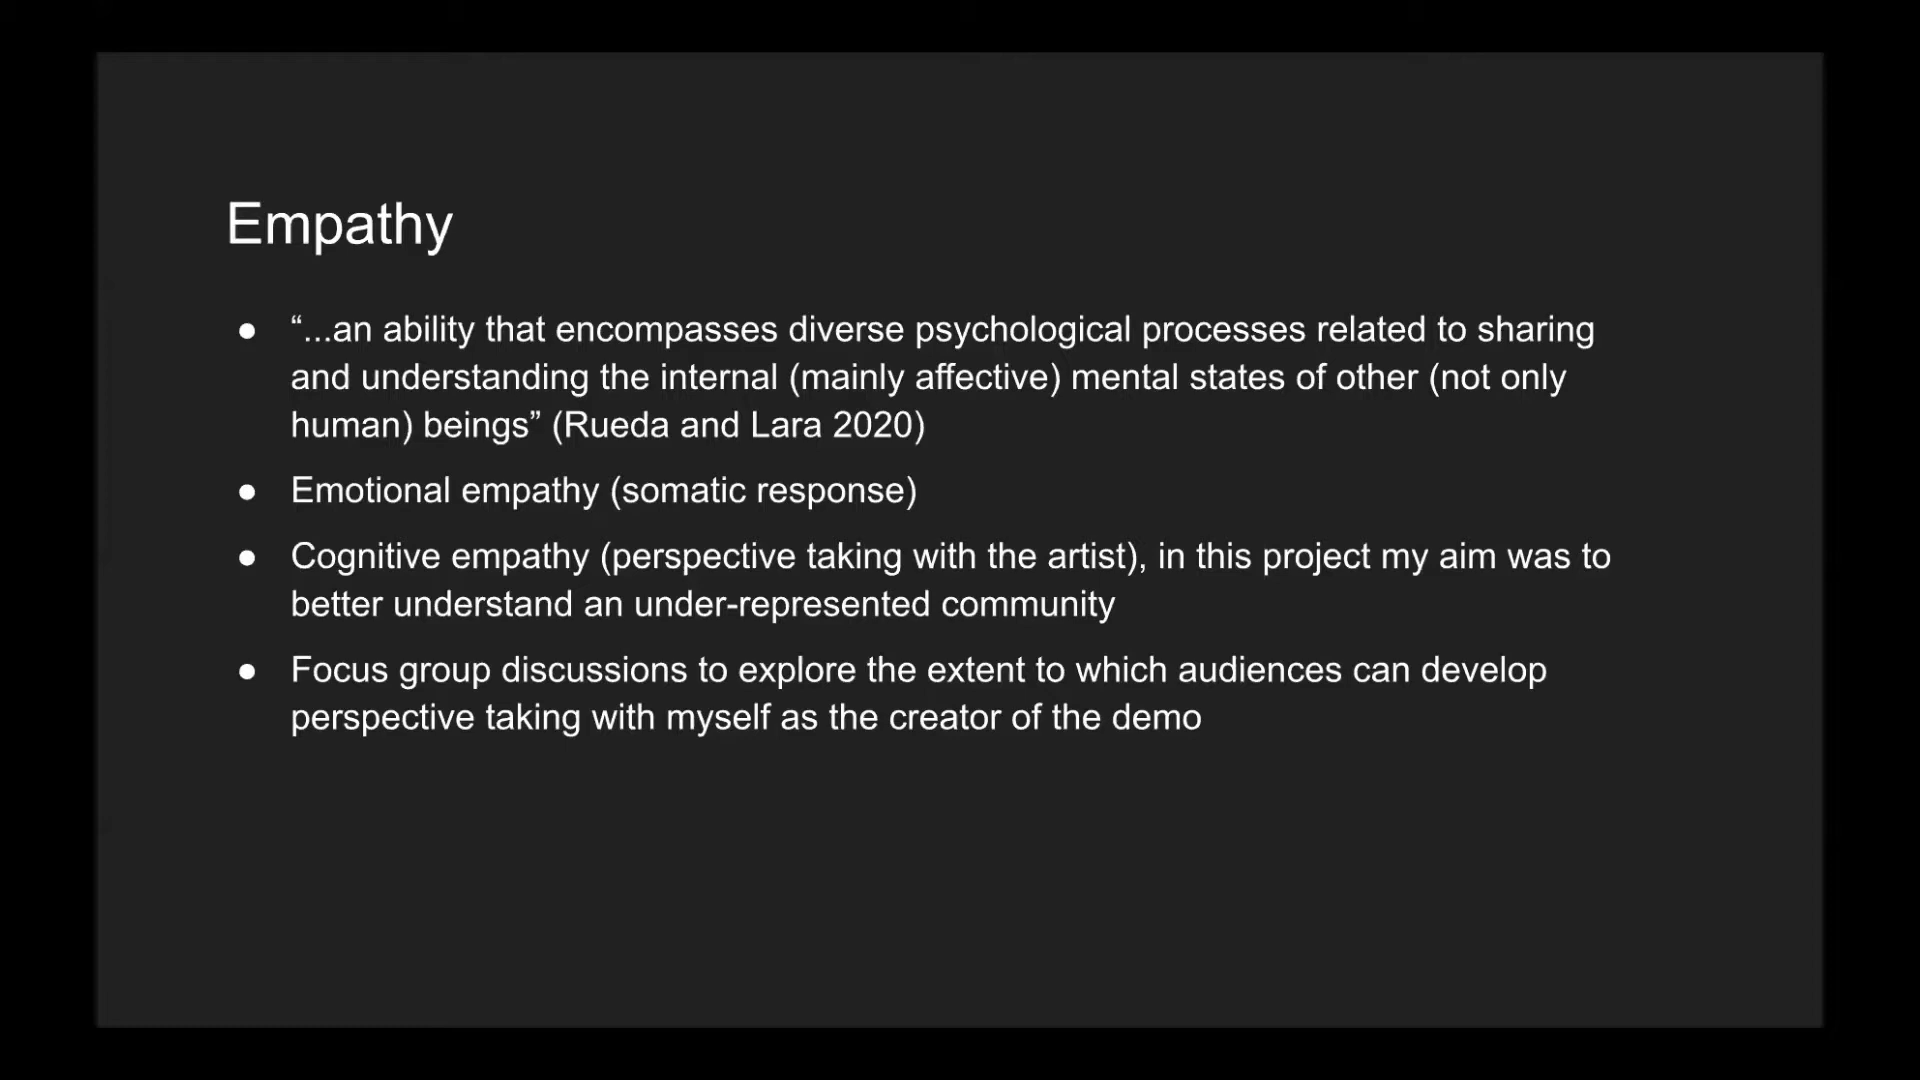 Empathy
● “...an ability that encompasses diverse psychological processes related to sharing
and understanding the internal (mainly affective) mental states of other (not only
human) beings” (Rueda and Lara 2020)
● Emotional empathy (somatic response)
● Cognitive empathy (perspective taking with the artist), in this project my aim was to
better understand an under-represented community
● Focus group discussions to explore the extent to which audiences can develop
perspective taking with myself as the creator of the demo